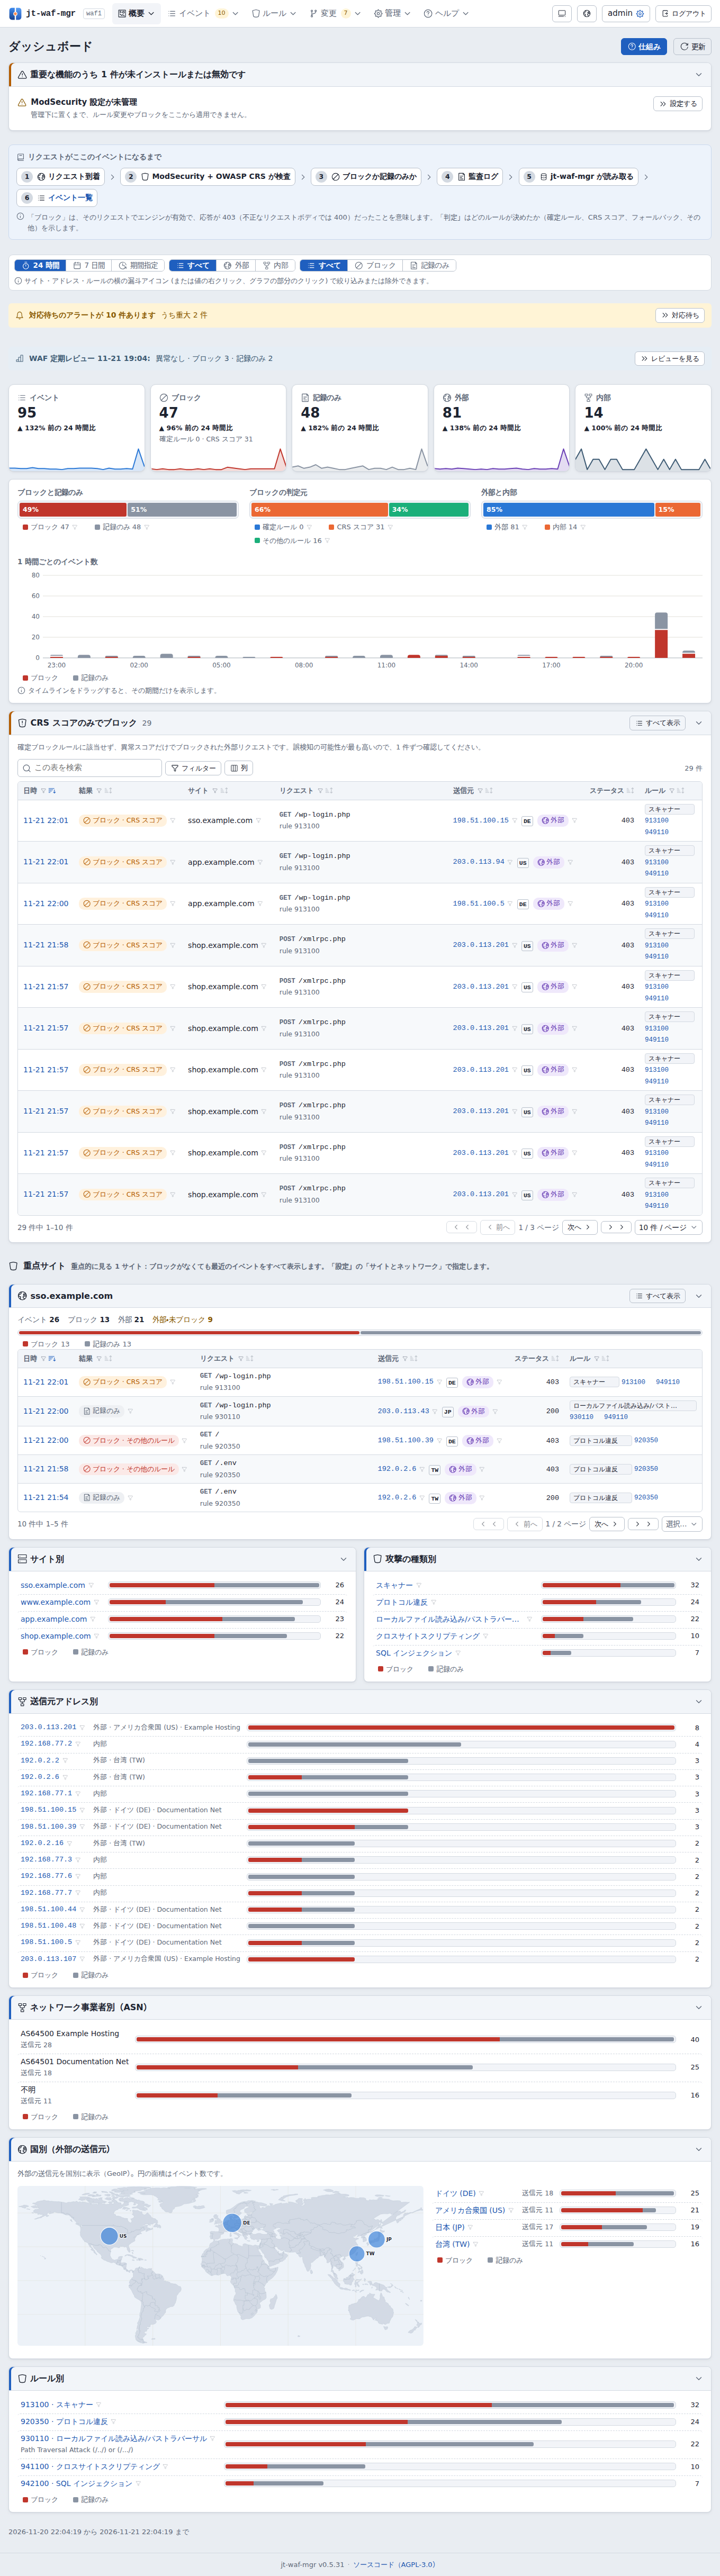 jt-waf-mgr waf1 概要 イベント 10 ルール 変更 7 管理 ヘルプ admin ログアウト
ダッシュボード 仕組み 更新
重要な機能のうち 1 件が未インストールまたは無効です
ModSecurity 設定が未管理 設定する
管理下に置くまで、ルール変更やブロックをここから適用できません。
リクエストがここのイベントになるまで
1 リクエスト到着 2 ModSecurity + OWASP CRS が検査 3 ブロックか記録のみか 4 監査ログ 5 jt-waf-mgr が読み取る
6 イベント一覧
「ブロック」は、そのリクエストでエンジンが有効で、応答が 403（不正なリクエストボディでは 400）だったことを意味します。「判定」はどのルールが決めたか（確定ルール、CRS スコア、フォールバック、その
他）を示します。
24 時間 7 日間 期間指定 すべて 外部 内部 すべて ブロック 記録のみ
サイト・アドレス・ルールの横の漏斗アイコン (または値の右クリック、グラフの部分のクリック) で絞り込みまたは除外できます。
対応待ちのアラートが 10 件あります うち重大 2 件 対応待ち
WAF 定期レビュー 11-21 19:04: 異常なし · ブロック 3 · 記録のみ 2 レビューを見る
イベント ブロック 記録のみ 外部 内部
95 47 48 81 14
▲ 132% 前の 24 時間比 ▲ 96% 前の 24 時間比 ▲ 182% 前の 24 時間比 ▲ 138% 前の 24 時間比 ▲ 100% 前の 24 時間比
確定ルール 0 · CRS スコア 31
ブロックと記録のみ ブロックの判定元 外部と内部
49% 51% 66% 34% 85% 15%
ブロック 47 記録のみ 48 確定ルール 0 CRS スコア 31 外部 81 内部 14
その他のルール 16
1 時間ごとのイベント数
80
60
40
20
0
23:00 02:00 05:00 08:00 11:00 14:00 17:00 20:00
ブロック 記録のみ
タイムラインをドラッグすると、その期間だけを表示します。
CRS スコアのみでブロック 29 すべて表示
確定ブロックルールに該当せず、異常スコアだけでブロックされた外部リクエストです。誤検知の可能性が最も高いので、1 件ずつ確認してください。
この表を検索 フィルター 列 29 件
日時 結果 サイト リクエスト 送信元 ステータス ルール
11-21 22:01 ブロック · CRS スコア sso.example.com GET /wp-login.php rule 913100 198.51.100.15 DE 外部 403 スキャナー 913100 949110
11-21 22:01 ブロック · CRS スコア app.example.com GET /wp-login.php rule 913100 203.0.113.94 US 外部 403 スキャナー 913100 949110
11-21 22:00 ブロック · CRS スコア app.example.com GET /wp-login.php rule 913100 198.51.100.5 DE 外部 403 スキャナー 913100 949110
11-21 21:58 ブロック · CRS スコア shop.example.com POST /xmlrpc.php rule 913100 203.0.113.201 US 外部 403 スキャナー 913100 949110
11-21 21:57 ブロック · CRS スコア shop.example.com POST /xmlrpc.php rule 913100 203.0.113.201 US 外部 403 スキャナー 913100 949110
11-21 21:57 ブロック · CRS スコア shop.example.com POST /xmlrpc.php rule 913100 203.0.113.201 US 外部 403 スキャナー 913100 949110
11-21 21:57 ブロック · CRS スコア shop.example.com POST /xmlrpc.php rule 913100 203.0.113.201 US 外部 403 スキャナー 913100 949110
11-21 21:57 ブロック · CRS スコア shop.example.com POST /xmlrpc.php rule 913100 203.0.113.201 US 外部 403 スキャナー 913100 949110
11-21 21:57 ブロック · CRS スコア shop.example.com POST /xmlrpc.php rule 913100 203.0.113.201 US 外部 403 スキャナー 913100 949110
11-21 21:57 ブロック · CRS スコア shop.example.com POST /xmlrpc.php rule 913100 203.0.113.201 US 外部 403 スキャナー 913100 949110
29 件中 1–10 件 前へ 1 / 3 ページ 次へ 10 件 / ページ
重点サイト 重点的に見る 1 サイト：ブロックがなくても最近のイベントをすべて表示します。「設定」の「サイトとネットワーク」で指定します。
sso.example.com すべて表示
イベント 26 ブロック 13 外部 21 外部·未ブロック 9
ブロック 13 記録のみ 13
日時 結果 リクエスト 送信元 ステータス ルール
11-21 22:01 ブロック · CRS スコア GET /wp-login.php rule 913100 198.51.100.15 DE 外部 403 スキャナー 913100 949110
11-21 22:00 記録のみ GET /wp-login.php rule 930110 203.0.113.43 JP 外部 200 ローカルファイル読み込み/パスト… 930110 949110
11-21 22:00 ブロック · その他のルール GET / rule 920350 198.51.100.39 DE 外部 403 プロトコル違反 920350
11-21 21:58 ブロック · その他のルール GET /.env rule 920350 192.0.2.6 TW 外部 403 プロトコル違反 920350
11-21 21:54 記録のみ GET /.env rule 920350 192.0.2.6 TW 外部 200 プロトコル違反 920350
10 件中 1–5 件 前へ 1 / 2 ページ 次へ 選択…
サイト別
sso.example.com 26
www.example.com 24
app.example.com 23
shop.example.com 22
ブロック 記録のみ
攻撃の種類別
スキャナー 32
プロトコル違反 24
ローカルファイル読み込み/パストラバー… 22
クロスサイトスクリプティング 10
SQL インジェクション 7
ブロック 記録のみ
送信元アドレス別
203.0.113.201 外部 · アメリカ合衆国 (US) · Example Hosting 8
192.168.77.2 内部 4
192.0.2.2 外部 · 台湾 (TW) 3
192.0.2.6 外部 · 台湾 (TW) 3
192.168.77.1 内部 3
198.51.100.15 外部 · ドイツ (DE) · Documentation Net 3
198.51.100.39 外部 · ドイツ (DE) · Documentation Net 3
192.0.2.16 外部 · 台湾 (TW) 2
192.168.77.3 内部 2
192.168.77.6 内部 2
192.168.77.7 内部 2
198.51.100.44 外部 · ドイツ (DE) · Documentation Net 2
198.51.100.48 外部 · ドイツ (DE) · Documentation Net 2
198.51.100.5 外部 · ドイツ (DE) · Documentation Net 2
203.0.113.107 外部 · アメリカ合衆国 (US) · Example Hosting 2
ブロック 記録のみ
ネットワーク事業者別（ASN）
AS64500 Example Hosting 40
送信元 28
AS64501 Documentation Net 25
送信元 18
不明 16
送信元 11
ブロック 記録のみ
国別（外部の送信元）
外部の送信元を国別に表示（GeoIP）。円の面積はイベント数です。
US DE JP TW
ドイツ (DE) 送信元 18 25
アメリカ合衆国 (US) 送信元 11 21
日本 (JP) 送信元 17 19
台湾 (TW) 送信元 11 16
ブロック 記録のみ
ルール別
913100 · スキャナー 32
920350 · プロトコル違反 24
930110 · ローカルファイル読み込み/パストラバーサル 22
Path Traversal Attack (/../) or (/.../)
941100 · クロスサイトスクリプティング 10
942100 · SQL インジェクション 7
ブロック 記録のみ
2026-11-20 22:04:19 から 2026-11-21 22:04:19 まで
jt-waf-mgr v0.5.31 · ソースコード（AGPL-3.0）